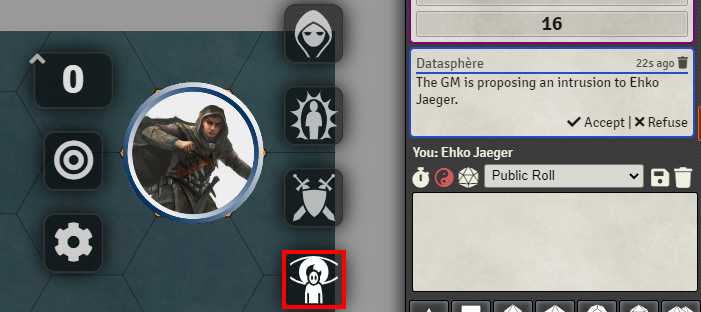 16
0
Datasphère
22s ago
The GM is proposing an intrusion to Ehko
Jaeger.
Accept | Refuse
You: Ehko Jaeger
Public Roll